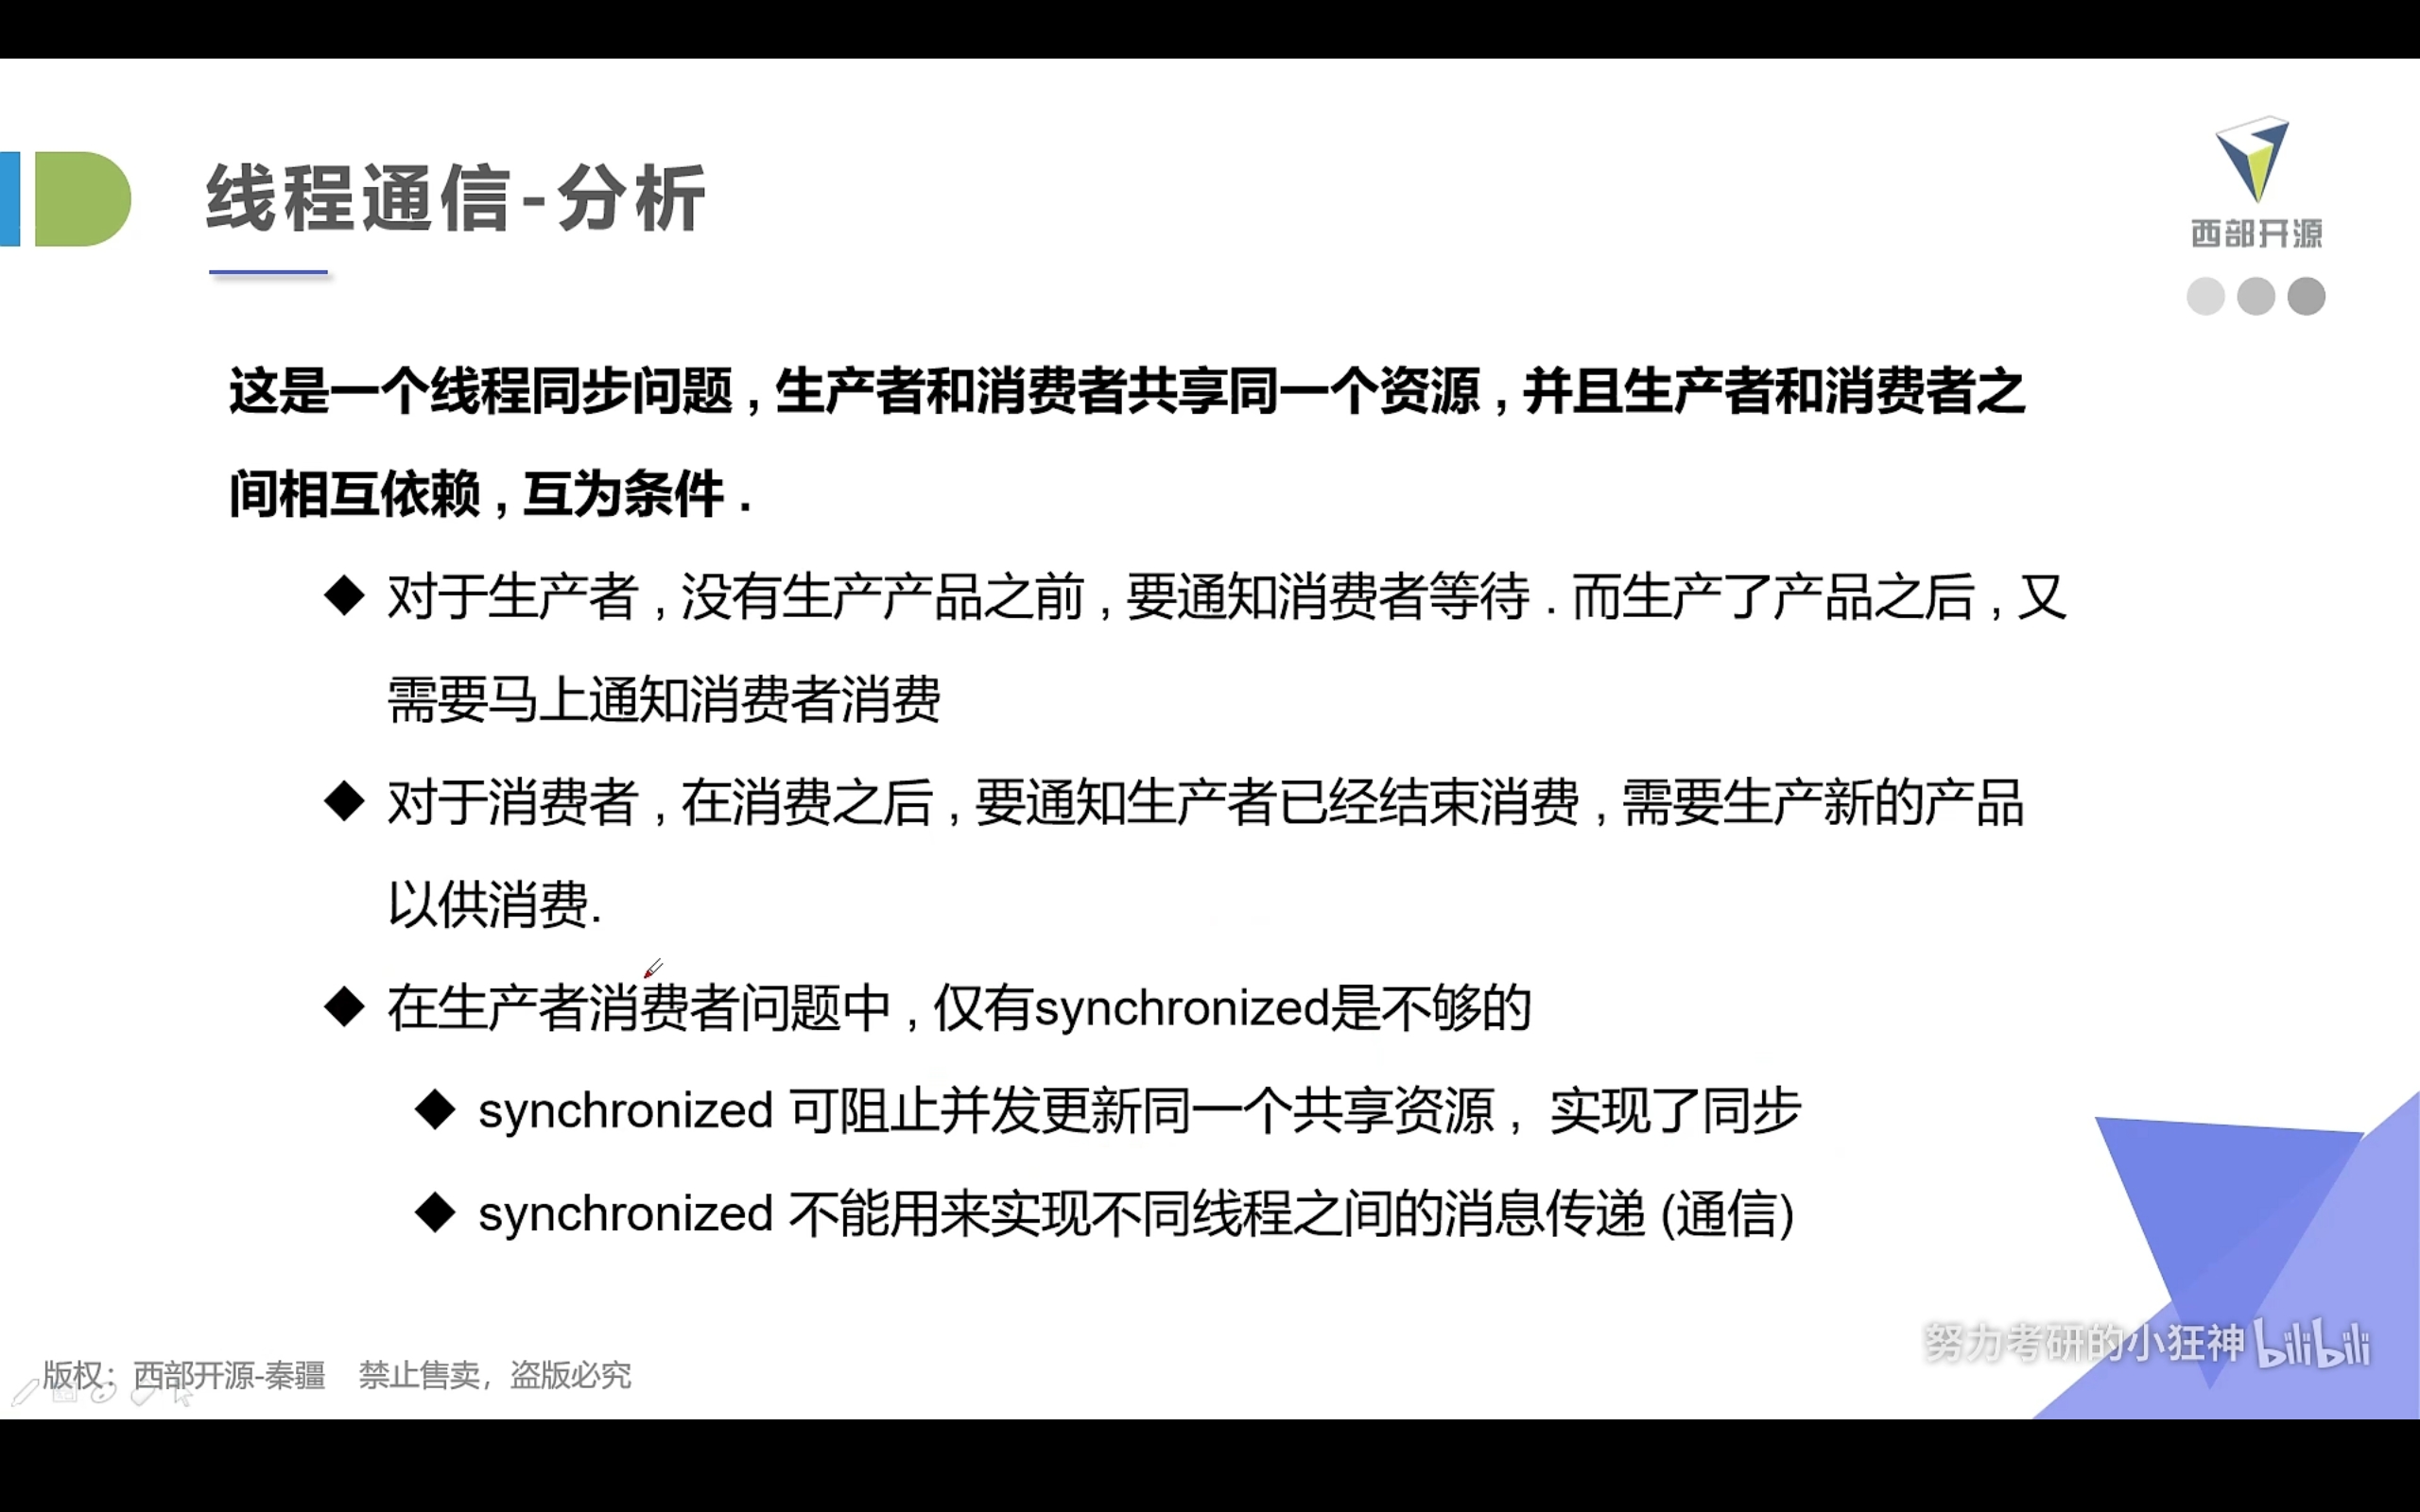 线程通信-分析
西部开源
这是一个线程同步问题 , 生产者和消费者共享同一个资源 , 并且生产者和消费者之
间相互依赖 , 互为条件 .
对于生产者 , 没有生产产品之前 , 要通知消费者等待 . 而生产了产品之后 , 又
需要马上通知消费者消费
对于消费者 , 在消费之后 , 要通知生产者已经结束消费 , 需要生产新的产品
以供消费.
在生产者消费者问题中 , 仅有synchronized是不够的
synchronized 可阻止并发更新同一个共享资源 , 实现了同步
synchronized 不能用来实现不同线程之间的消息传递 (通信)
努力考研的小狂神 bilibili
版权：西部开源-秦疆 禁止售卖，盗版必究